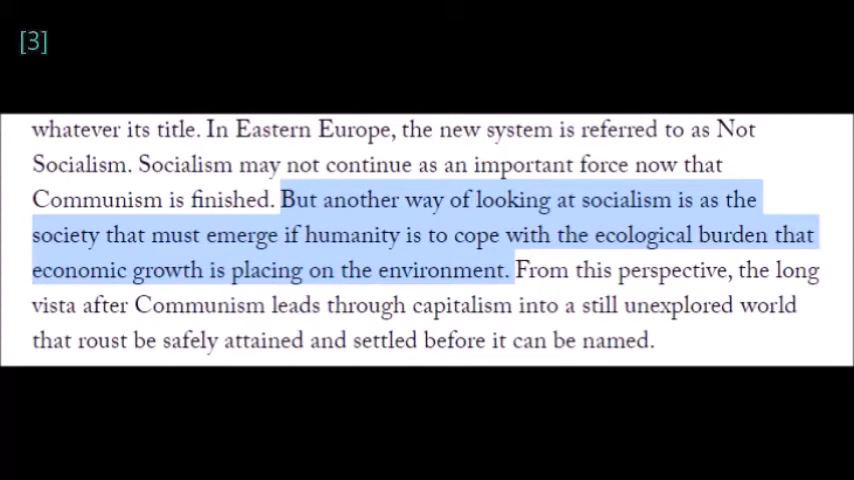 [3]
whatever its title. In Eastern Europe, the new system is referred to as Not
Socialism. Socialism may not continue as an important force now that
Communism is finished. But another way of looking at socialism is as the
society that must emerge if humanity is to cope with the ecological burden that
economic growth is placing on the environment. From this perspective, the long
vista after Communism leads through capitalism into a still unexplored world
that roust be safely attained and settled before it can be named.